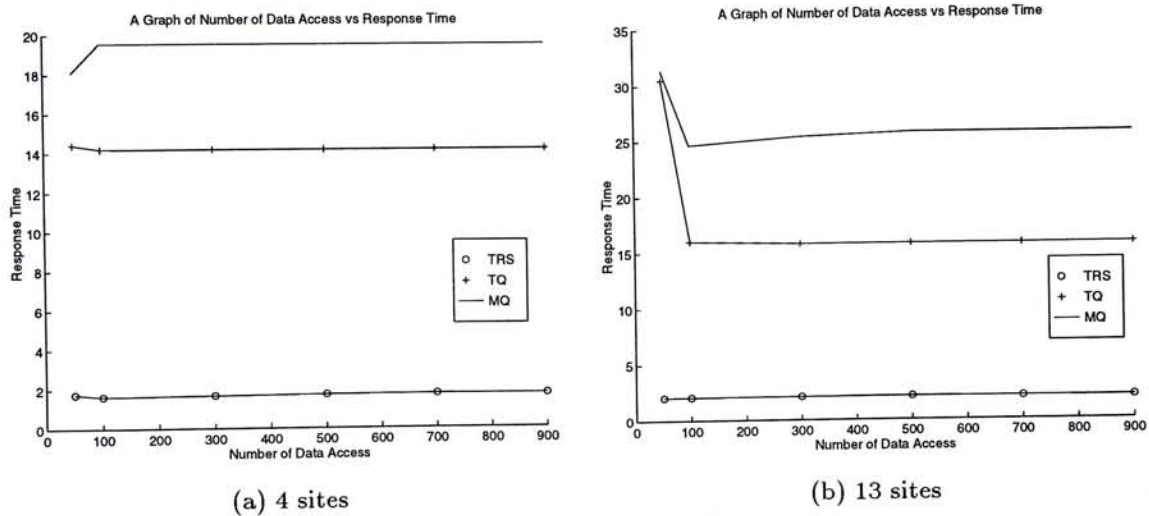 A Graph of Number of Data Access vs Response Time
20
18
16
14
12
10
8
6
4
2
0
Response Time
TRS
TQ
MQ
0 100 200 300 400 500 600 700 800 900
Number of Data Access
(a) 4 sites
A Graph of Number of Data Access vs Response Time
35
30
25
20
15
10
5
0
Response Time
TRS
TQ
MQ
0 100 200 300 400 500 600 700 800 900
Number of Data Access
(b) 13 sites